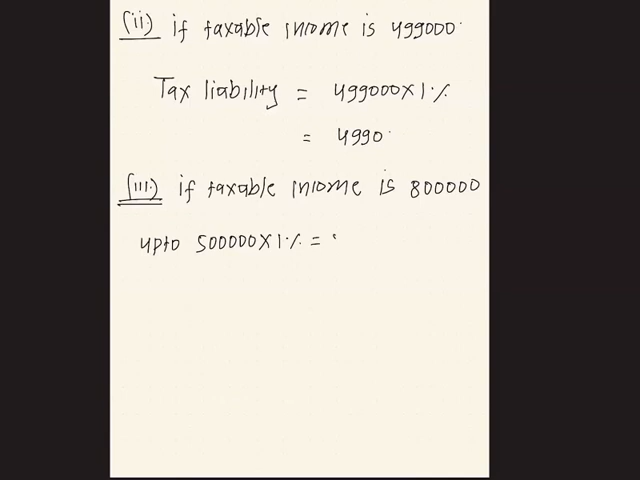 (ii) if taxable income is 499000.
Tax liability = 499000×1%
= 4990.
(iii) if taxable income is 800000
upto 500000×1% =